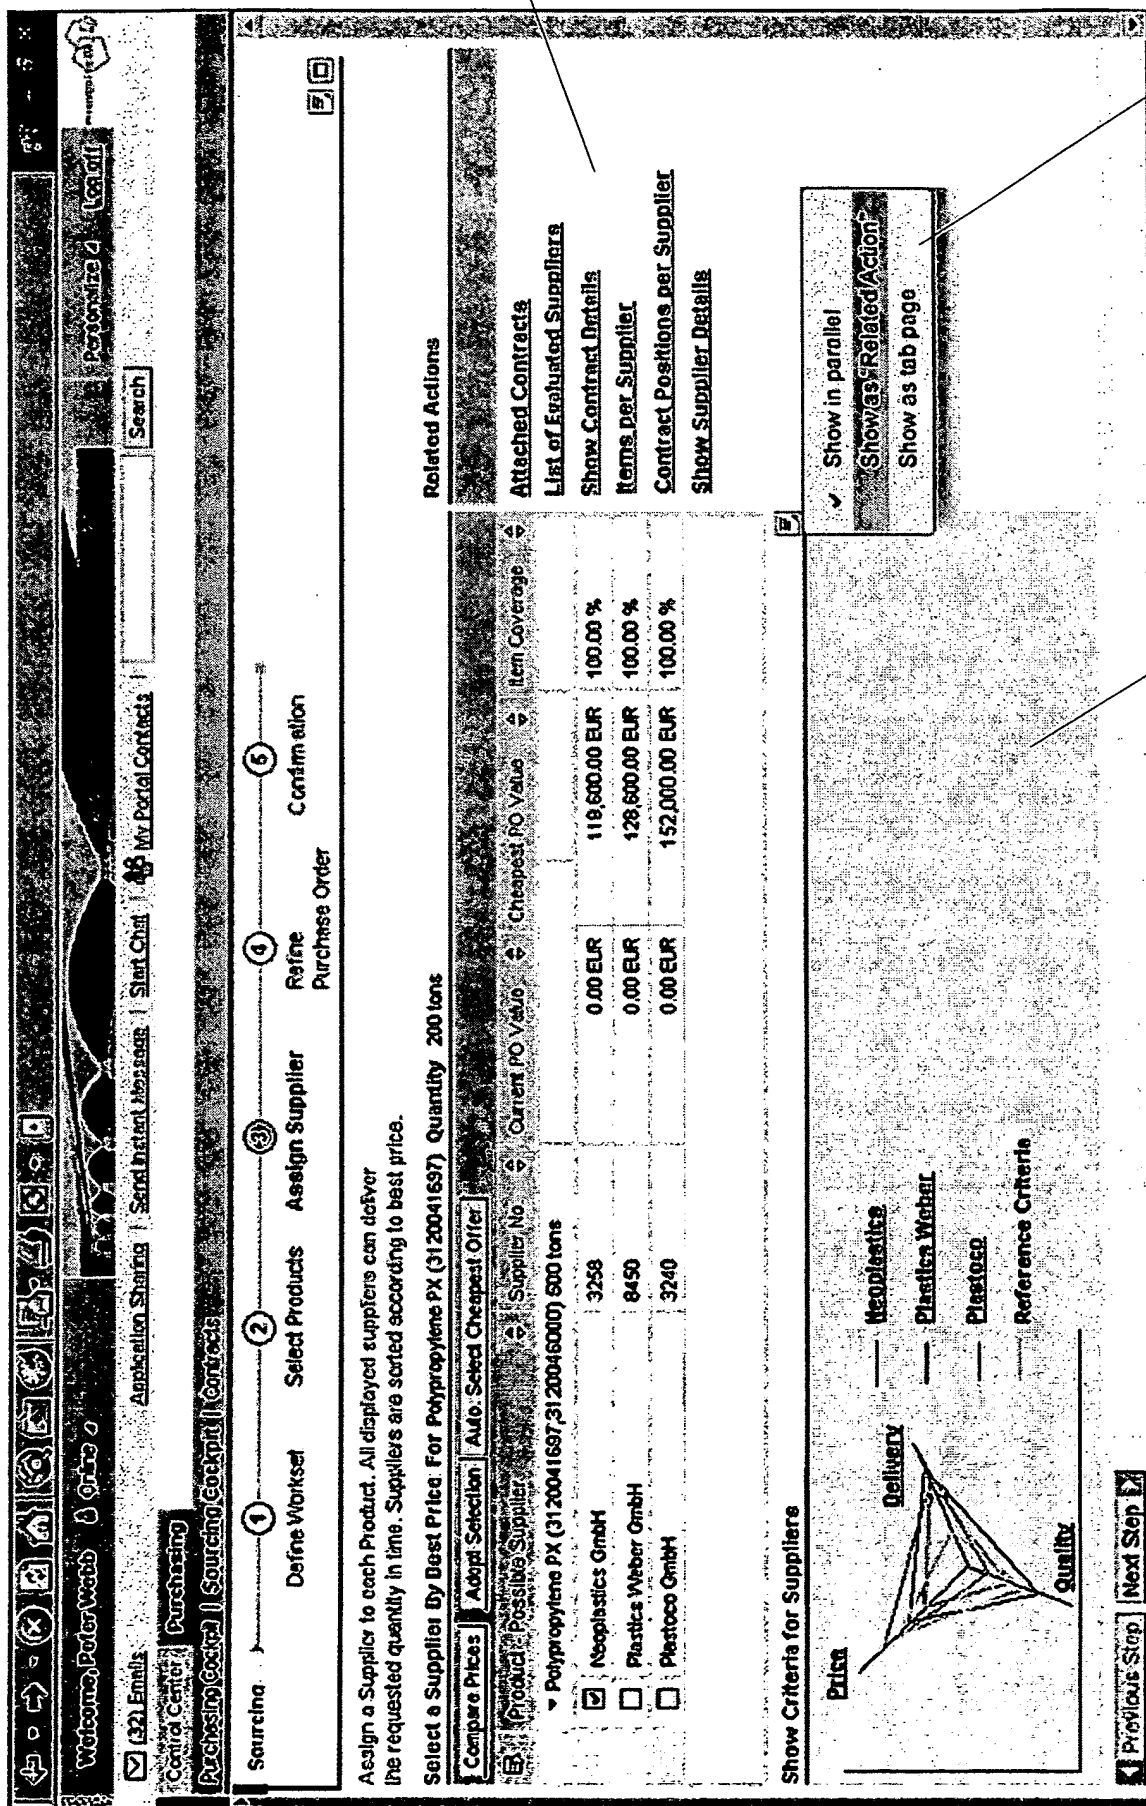 Welcome, Peter Webb
online
Personalize
Log off
(32) Emails
Application Sharing | Send Instant Message | Start Chat | My Portal Contacts |
Search
Control Center
Purchasing
Purchasing Cockpit | Sourcing Cockpit | Contracts
Sourcing
1
2
3
4
5
Define Workset
Select Products
Assign Supplier
Refine
Purchase Order
Confirmation
Assign a Supplier to each Product. All displayed suppliers can deliver
the requested quantity in time. Suppliers are sorted according to best price.
Select a Supplier By Best Price For Polypropylene PX (3120041697) Quantity 200 tons
Related Actions
Compare Prices
Adopt Selection
Auto. Select Cheapest Offer
Product / Possible Supplier
Supplier No.
Current PO Value
Cheapest PO Value
Item Coverage
Polypropylene PX (3120041697,3120046000) 600 tons
Neoplastics GmbH 3258 0.00 EUR 119,600.00 EUR 100.00 %
Plastics Weber GmbH 8450 0.00 EUR 128,600.00 EUR 100.00 %
Plastoco GmbH 3240 0.00 EUR 152,000.00 EUR 100.00 %
Attached Contracts
List of Evaluated Suppliers
Show Contract Details
Items per Supplier
Contract Positions per Supplier
Show Supplier Details
Show Criteria for Suppliers
Show in parallel
Show as "Related Action"
Show as tab page
Price
Delivery
Quality
Neoplastics
Plastics Weber
Plastoco
Reference Criteria
Previous Step
Next Step